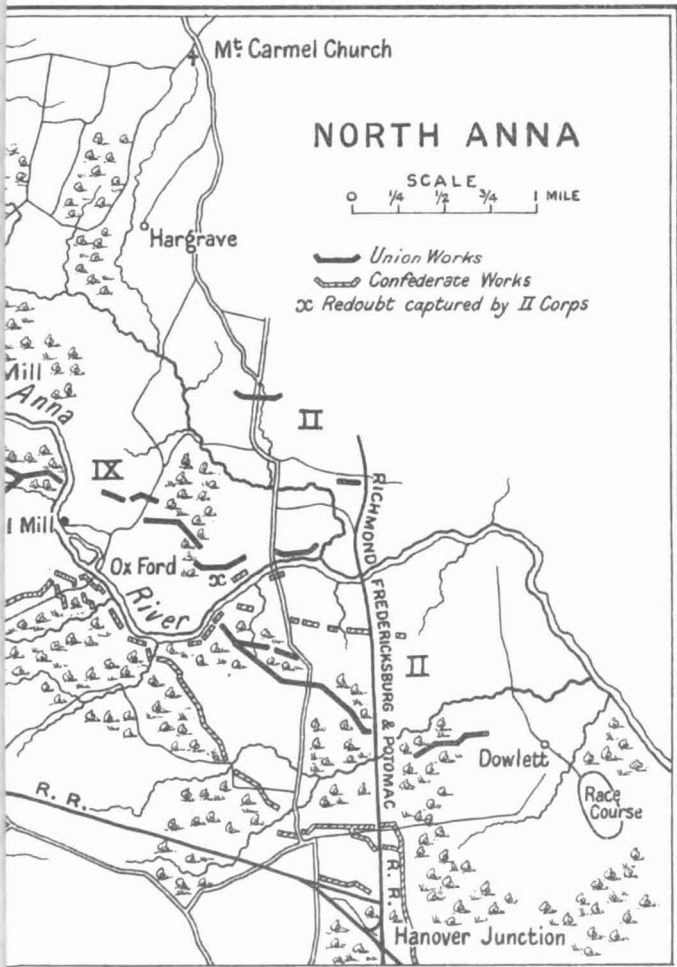 Mt. Carmel Church
NORTH ANNA
SCALE
0 1/4 1/2 3/4 1 MILE
Hargrave
Union Works
Confederate Works
x Redoubt captured by II Corps
Mill
Anna
II
IX
l Mill
Ox Ford
x
River
RICHMOND FREDERICKSBURG & POTOMAC R. R.
II
Dowlett
Race
Course
R. R.
Hanover Junction